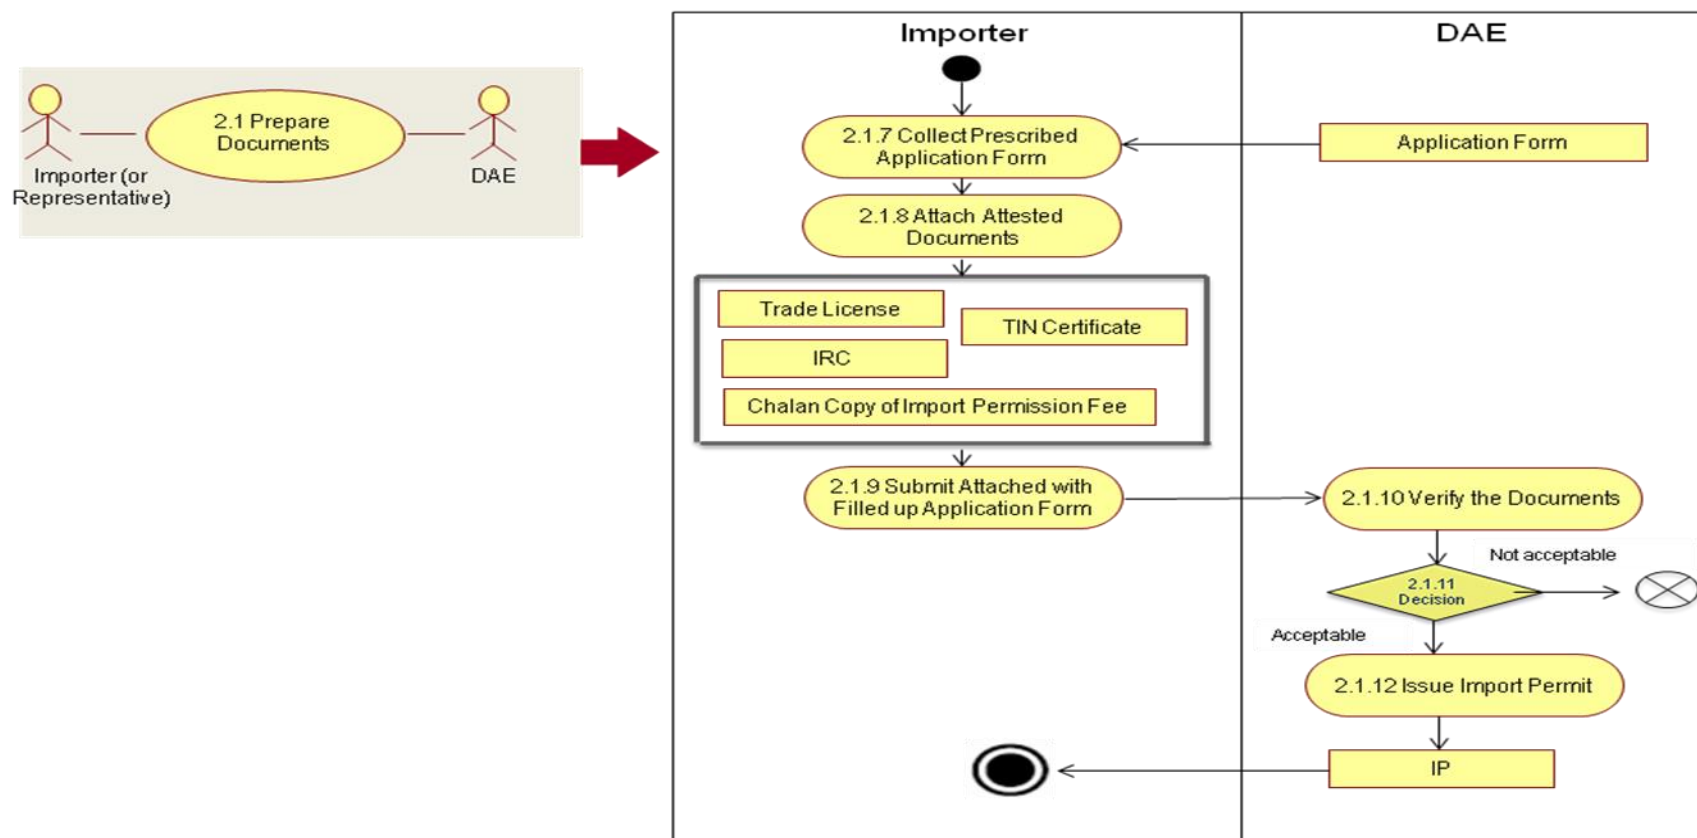 2.1 Prepare
Documents
Importer (or
Representative)
DAE
Importer
DAE
2.1.7 Collect Prescribed
Application Form
Application Form
2.1.8 Attach Attested
Documents
Trade License
TIN Certificate
IRC
Chalan Copy of Import Permission Fee
2.1.9 Submit Attached with
Filled up Application Form
2.1.10 Verify the Documents
Not acceptable
2.1.11
Decision
Acceptable
2.1.12 Issue Import Permit
IP